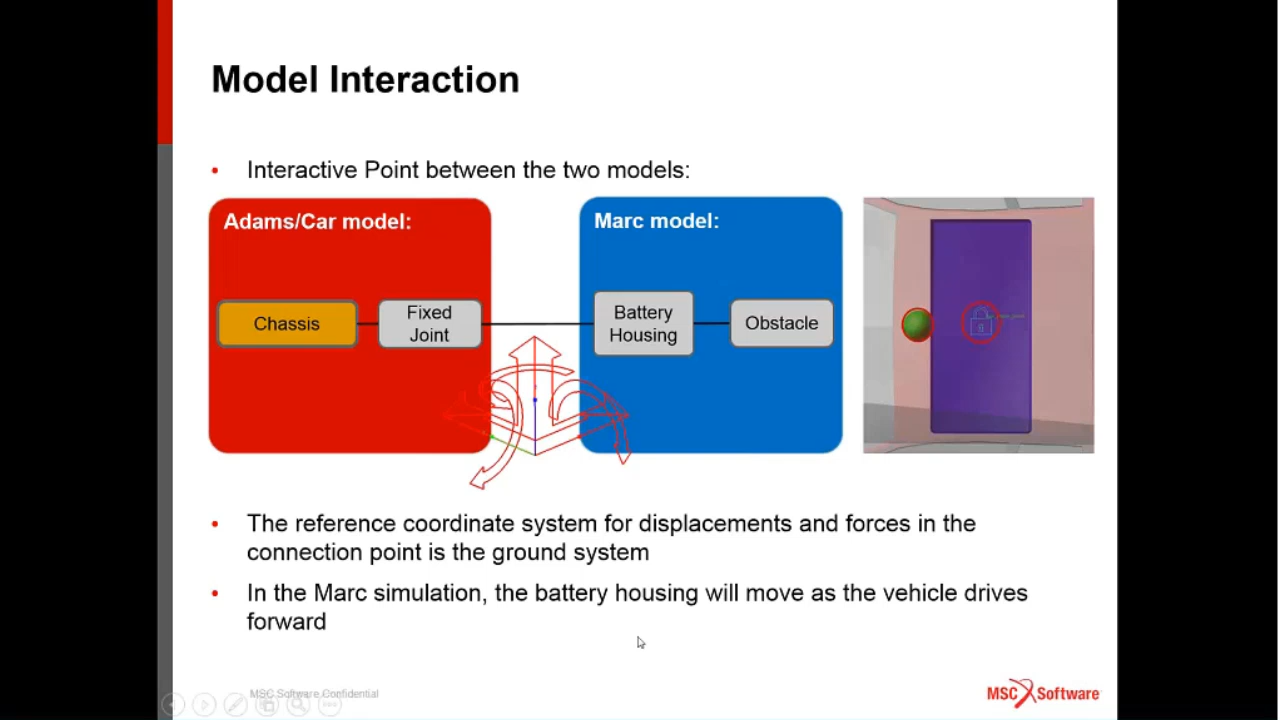 Model Interaction
• Interactive Point between the two models:
Adams/Car model:
Marc model:
Chassis
Fixed
Joint
Battery
Housing
Obstacle
• The reference coordinate system for displacements and forces in the
connection point is the ground system
• In the Marc simulation, the battery housing will move as the vehicle drives
forward
MSC Software Confidential
MSC Software